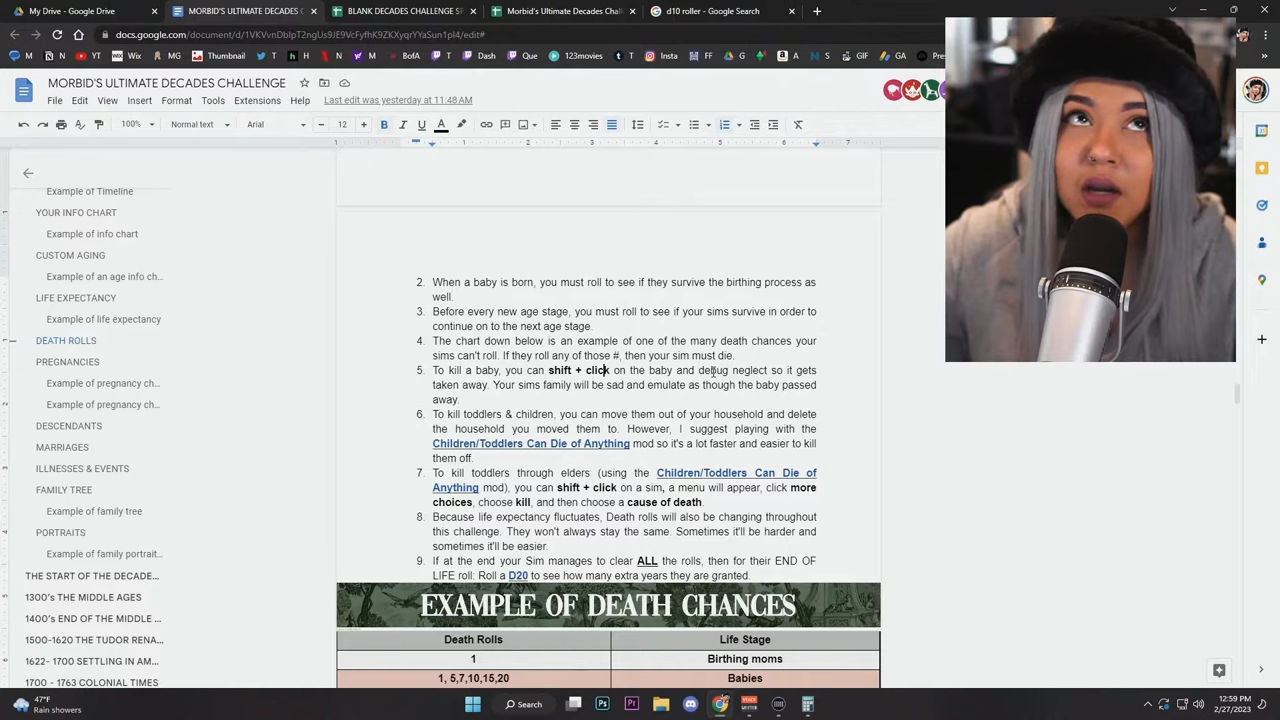 MORBID'S ULTIMATE DECADES
BLANK DECADES CHALLENGE SP
Morbid's Decades Challenge
d10 roller - Google Search
docs.google.com/document/d/
YT
BofA
TT
Insta
GIF
GA
Thumbnail
Twitter
123movies
MORBID'S ULTIMATE DECADES CHALLENGE
File Edit View Insert Format Tools Extensions Help Last edit was yesterday at 11:48 AM
100% Normal text Arial 12
Example of Timeline
YOUR INFO CHART
Example of info chart
CUSTOM AGING
Example of an age info ch...
LIFE EXPECTANCY
Example of life expectancy
DEATH ROLLS
PREGNANCIES
Example of pregnancy ch...
Example of pregnancy ch...
DESCENDANTS
MARRIAGES
ILLNESSES & EVENTS
FAMILY TREE
Example of family tree
PORTRAITS
Example of family portrait...
THE START OF THE DECADE...
1300's THE MIDDLE AGES
1400's END OF THE MIDDLE ...
1500-1620 THE TUDOR RENA...
1622- 1700 SETTLING IN AM...
1700 - 1763 COLONIAL TIMES
2. When a baby is born, you must roll to see if they survive the birthing process as
well.
3. Before every new age stage, you must roll to see if your sims survive in order to
continue on to the next age stage.
4. The chart down below is an example of one of the many death chances your
sims can't roll. If they roll any of those #, then your sim must die.
5. To kill a baby, you can shift + click on the baby and debug neglect so it gets
taken away. Your sims family will be sad and emulate as though the baby passed
away.
6. To kill toddlers & children, you can move them out of your household and delete
the household you moved them to. However, I suggest playing with the
Children/Toddlers Can Die of Anything mod so it's a lot faster and easier to kill
them off.
7. To kill toddlers through elders (using the Children/Toddlers Can Die of
Anything mod), you can shift + click on a sim, a menu will appear, click more
choices, choose kill, and then choose a cause of death.
8. Because life expectancy fluctuates, Death rolls will also be changing throughout
this challenge. They won't always stay the same. Sometimes it'll be harder and
sometimes it'll be easier.
9. If at the end your Sim manages to clear ALL the rolls, then for their END OF
LIFE roll: Roll a D20 to see how many extra years they are granted.
EXAMPLE OF DEATH CHANCES
Death Rolls Life Stage
1 Birthing moms
1, 5,7,10,15,20 Babies
47°F
Rain showers
Search
12:59 PM
2/27/2023